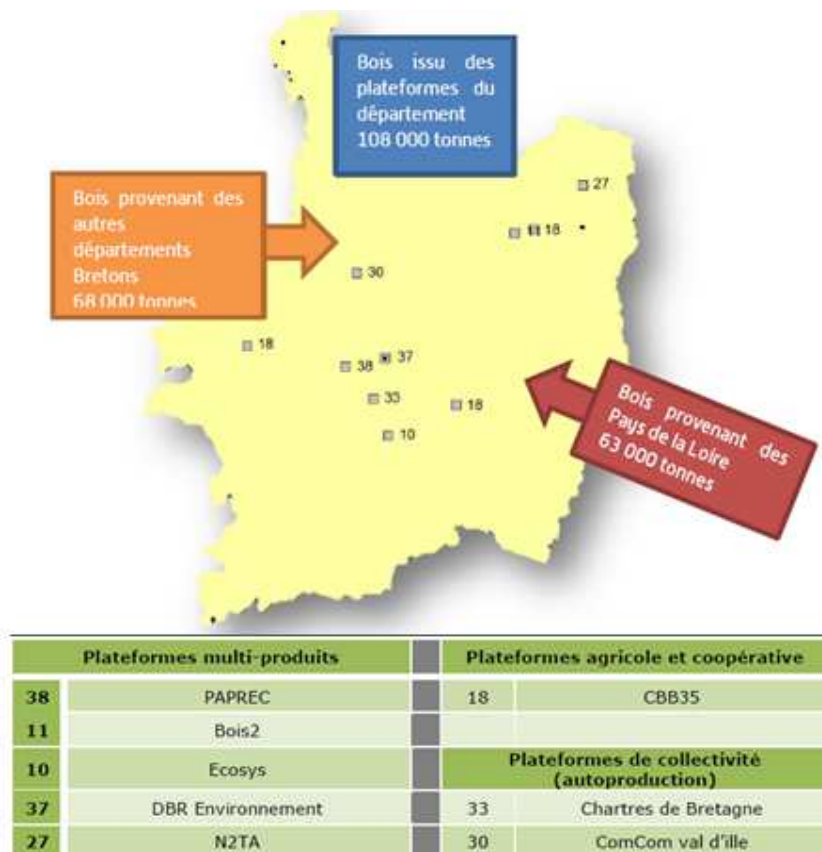 Bois issu des
plateformes du
département
108 000 tonnes
27
Bois provenant des
autres
départements
Bretons
68 000 tonnes
18
30
18
37
38
Bois provenant des
Pays de la Loire
63 000 tonnes
33
18
10
Plateformes multi-produits
Plateformes agricole et coopérative
38 PAPREC 18 CBB35
11 Bois2
10 Ecosys
Plateformes de collectivité
(autoproduction)
37 DBR Environnement 33 Chartres de Bretagne
27 N2TA 30 ComCom val d'ille